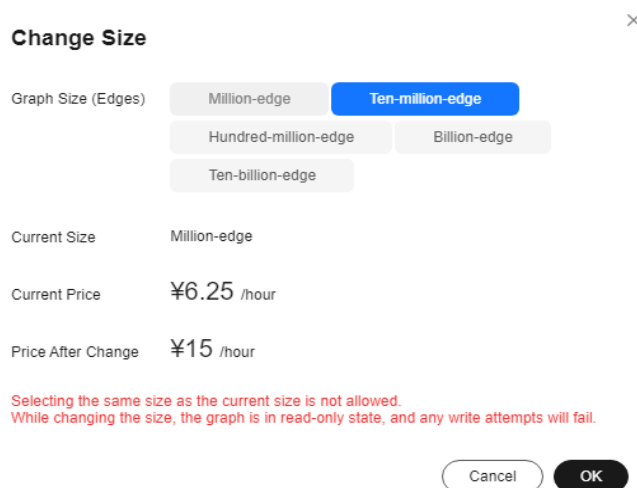 Change Size
Graph Size (Edges) Million-edge Ten-million-edge
Hundred-million-edge Billion-edge
Ten-billion-edge
Current Size Million-edge
Current Price ¥6.25 /hour
Price After Change ¥15 /hour
Selecting the same size as the current size is not allowed.
While changing the size, the graph is in read-only state, and any write attempts will fail.
Cancel OK